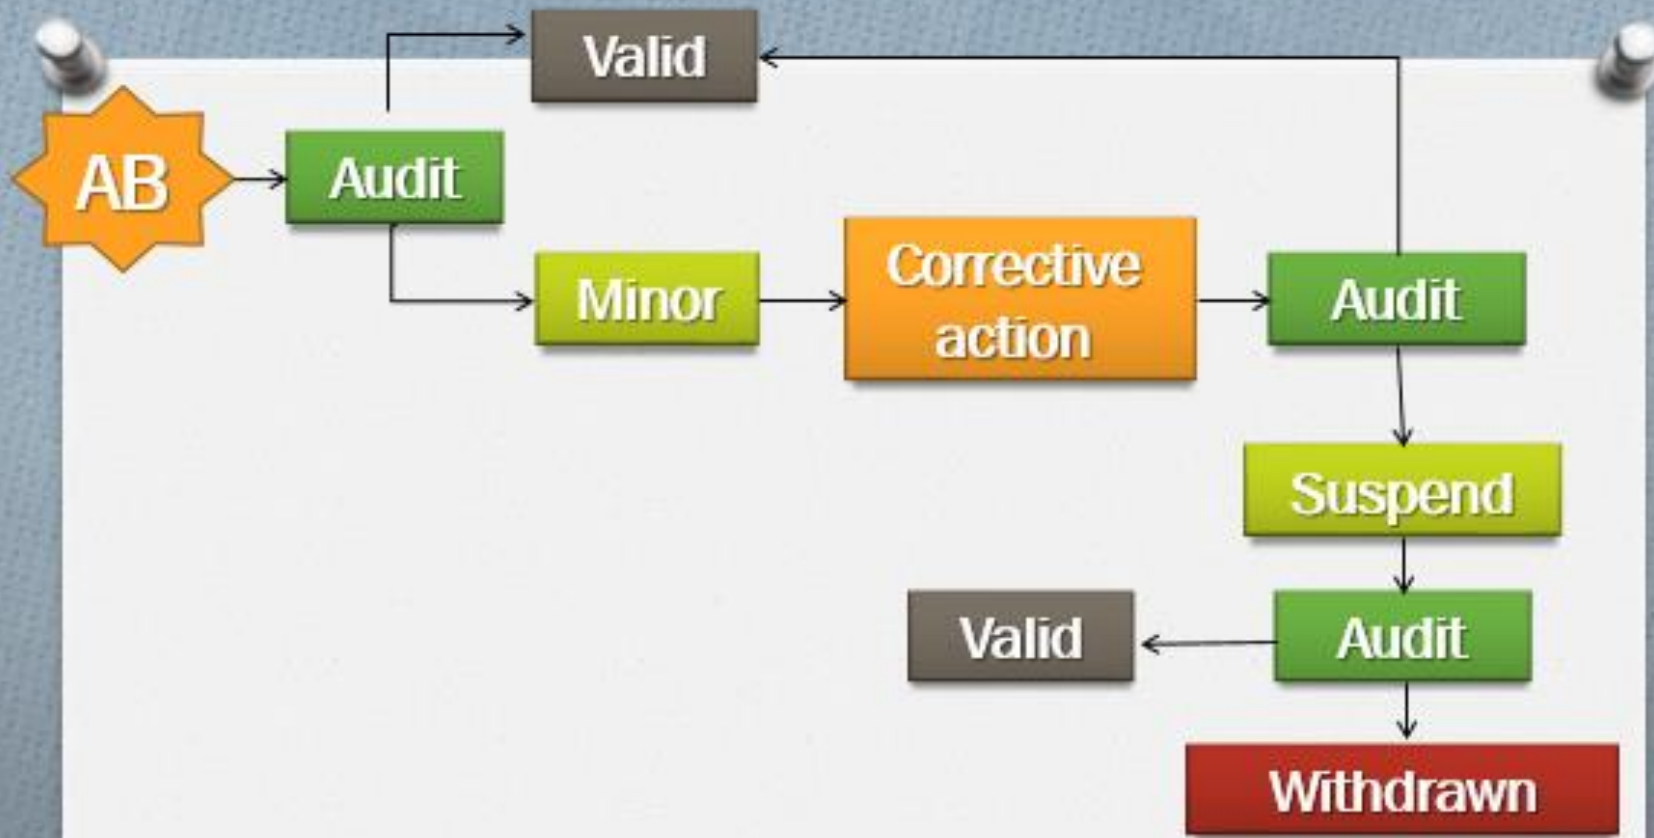 Valid
AB
Audit
Minor
Corrective
action
Audit
Suspend
Valid
Audit
Withdrawn